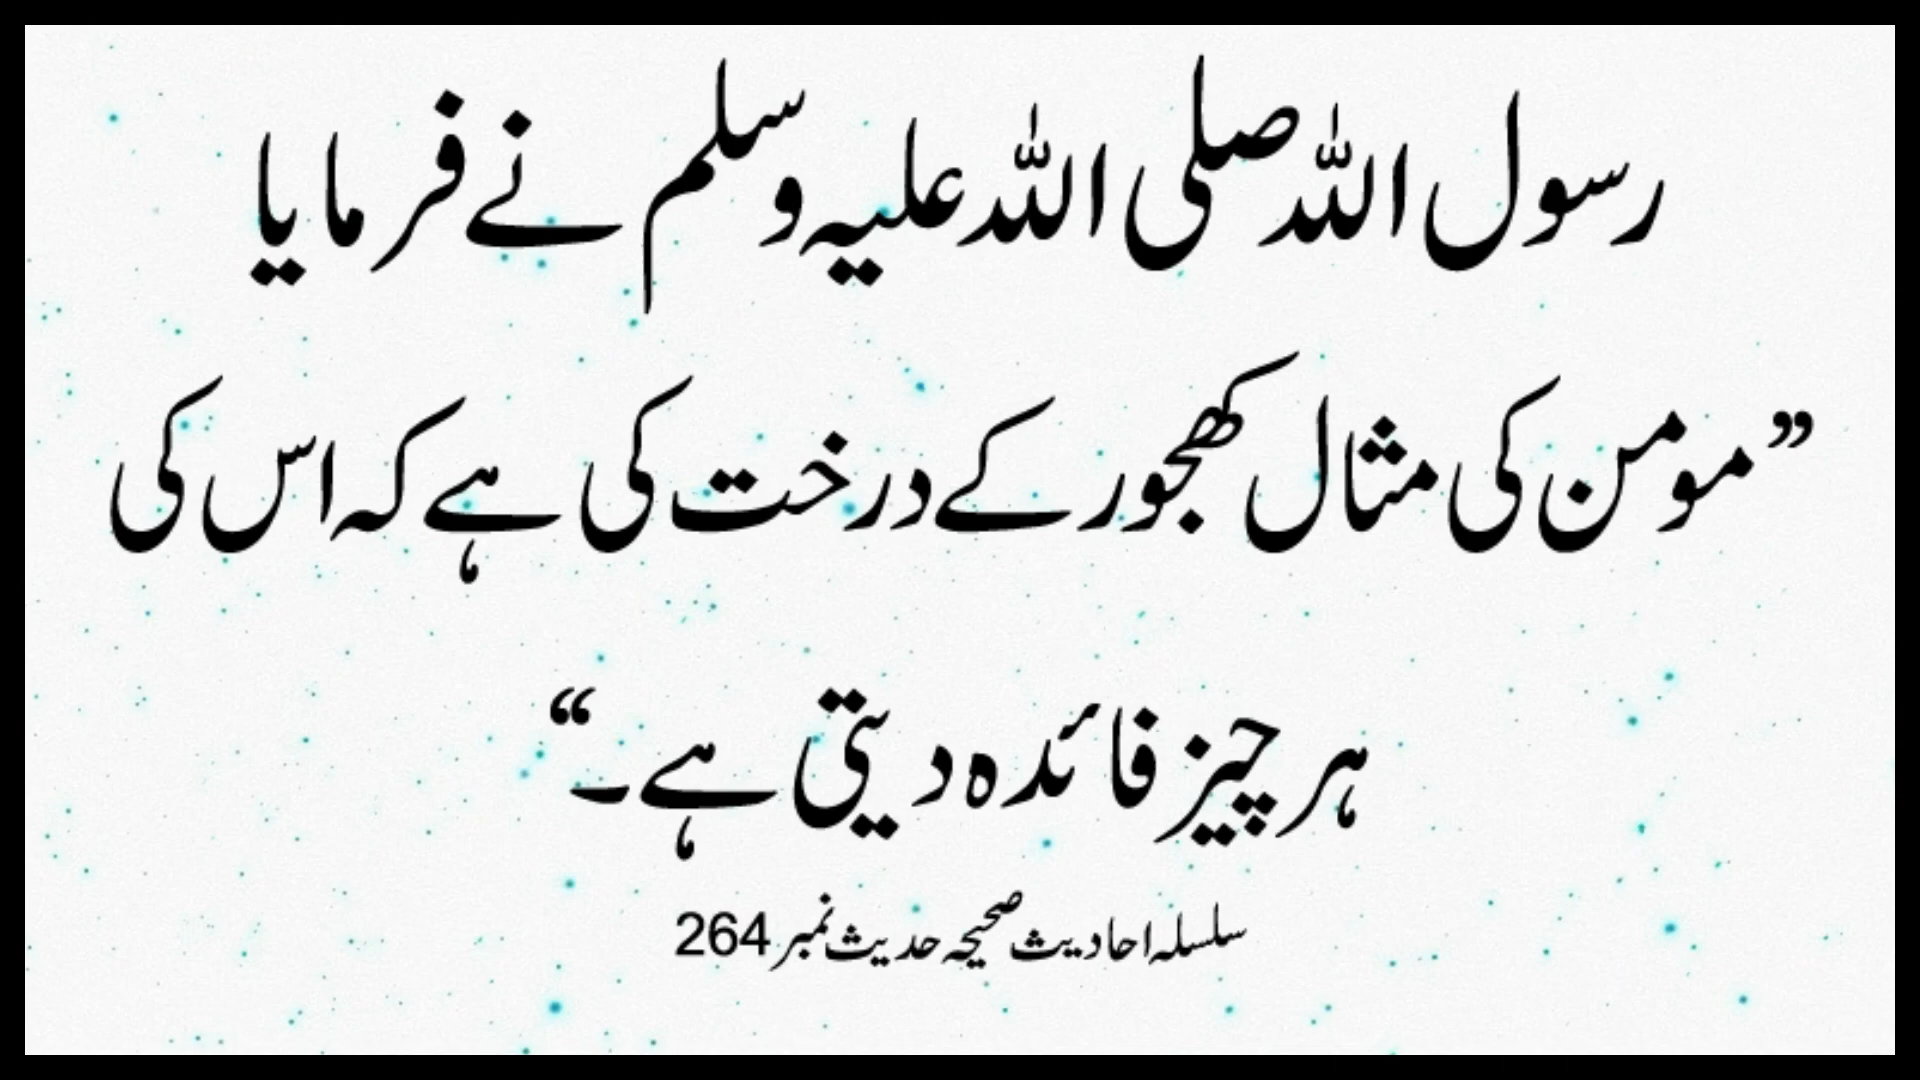 رسول اللہ صلی اللہ علیہ وسلم نے فرمایا
”مومن کی مثال کھجور کے درخت کی ہے کہ اس کی
ہر چیز فائدہ دیتی ہے۔“
سلسلہ احادیث صحیحہ حدیث نمبر 264